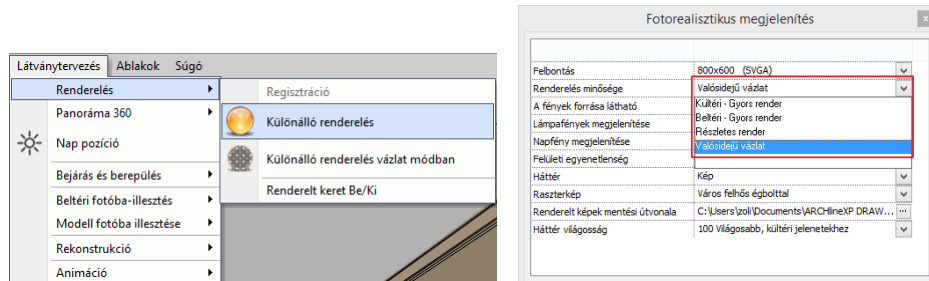 Látványtervezés Ablakok Súgó
Renderelés
Panoráma 360
Nap pozíció
Bejárás és berepülés
Beltéri fotóba-illesztés
Modell fotóba illesztése
Rekonstrukció
Animáció
Regisztráció
Különálló renderelés
Különálló renderelés vázlat módban
Renderelt keret Be/Ki
Fotorealisztikus megjelenítés
x
Felbontás 800x600 (SVGA)
Renderelés minősége Valósidejű vázlat
A fények forrása látható Kültéri - Gyors render
Lámpafények megjelenítése Beltéri - Gyors render
Részletes render
Napfény megjelenítése Valósidejű vázlat
Felületi egyenetlenség
Háttér Kép
Raszterkép Város felhős égbolttal
Renderelt képek mentési útvonala C:\Users\zoli\Documents\ARCHlineXP DRAW... ...
Háttér világosság 100 Világosabb, kültéri jelenetekhez